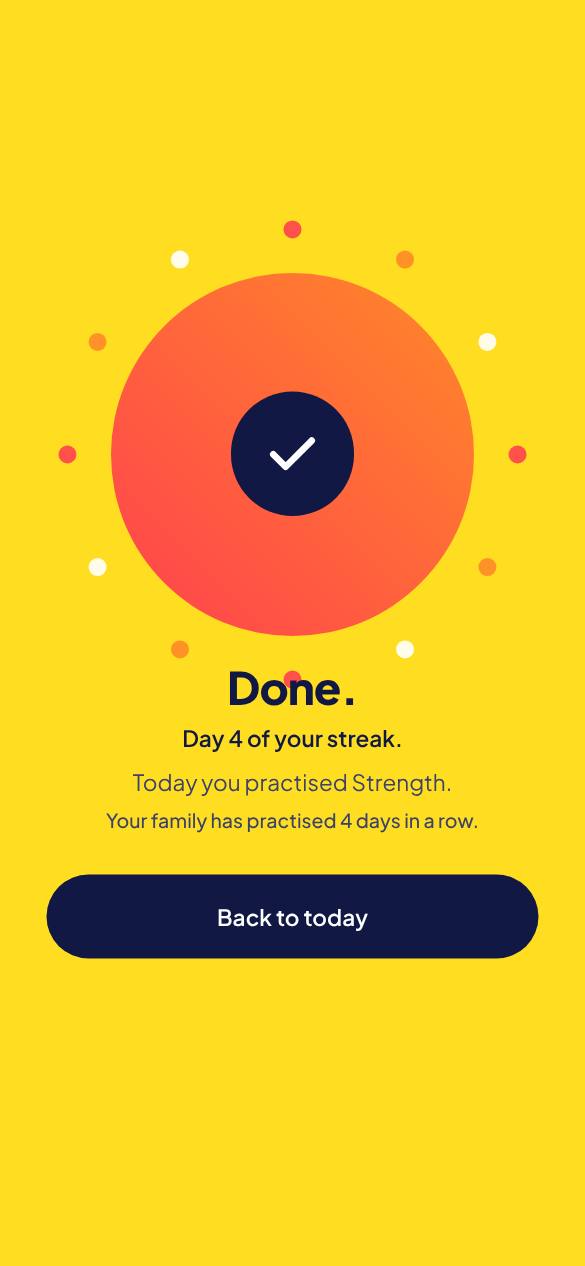 Done.
Day 4 of your streak.
Today you practised Strength.
Your family has practised 4 days in a row.
Back to today